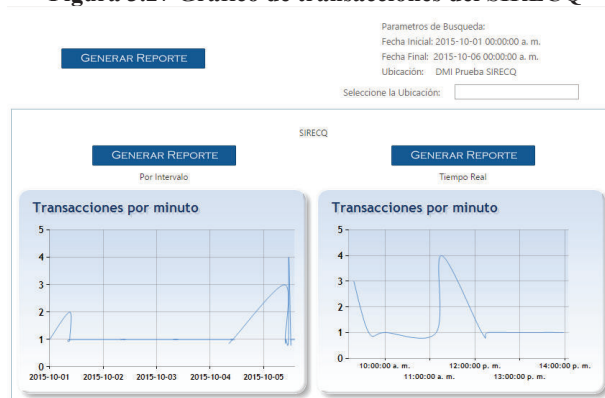 Figura 5.27 Gráfico de transacciones del SIRECQ
Parametros de Busqueda:
Fecha Inicial: 2015-10-01 00:00:00 a. m.
GENERAR REPORTE
Fecha Final: 2015-10-06 00:00:00 a. m.
Ubicación: DMI Prueba SIRECQ
Seleccione la Ubicación:
SIRECQ
GENERAR REPORTE
Por Intervalo
Transacciones por minuto
5
4
3
2
1
0
2015-10-01 2015-10-02 2015-10-03 2015-10-04 2015-10-05
GENERAR REPORTE
Tiempo Real
Transacciones por minuto
5
4
3
2
1
0
10:00:00 a. m. 12:00:00 p. m. 14:00:00 p. m.
11:00:00 a. m. 13:00:00 p. m.